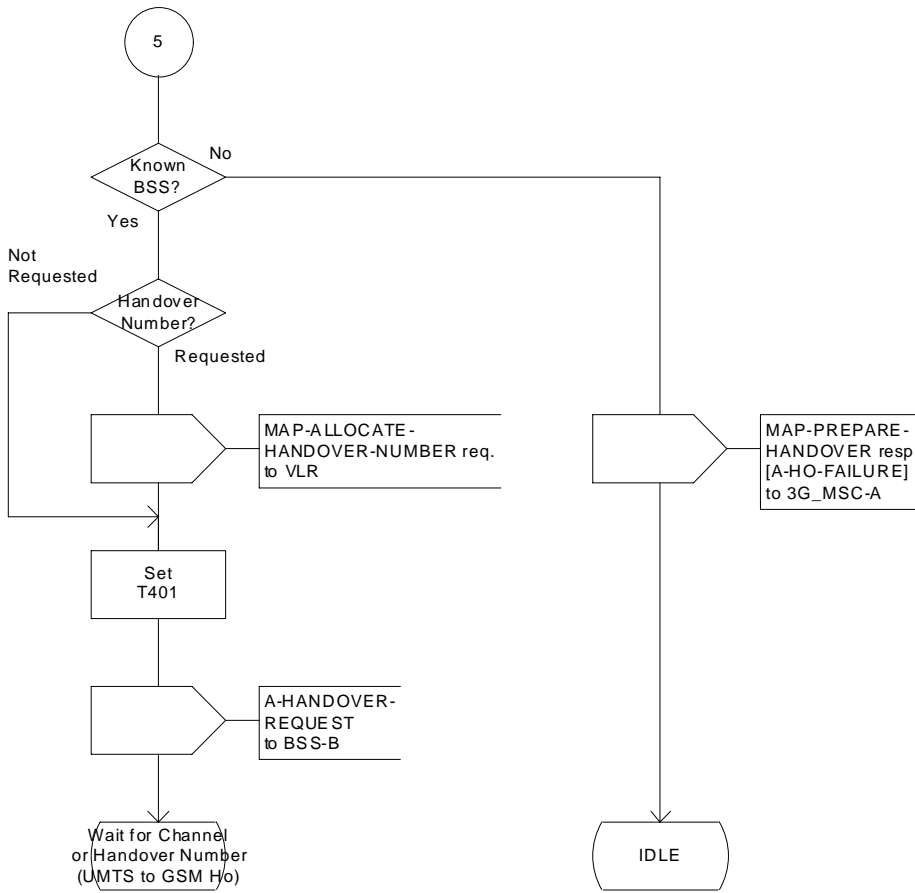 5
Known
BSS?
No
Yes
Not
Requested
Handover
Number?
Requested
MAP-ALLOCATE-
HANDOVER-NUMBER req.
to VLR
MAP-PREPARE-
HANDOVER resp
[A-HO-FAILURE]
to 3G_MSC-A
Set
T401
A-HANDOVER-
REQUEST
to BSS-B
Wait for Channel
or Handover Number
(UMTS to GSM Ho)
IDLE